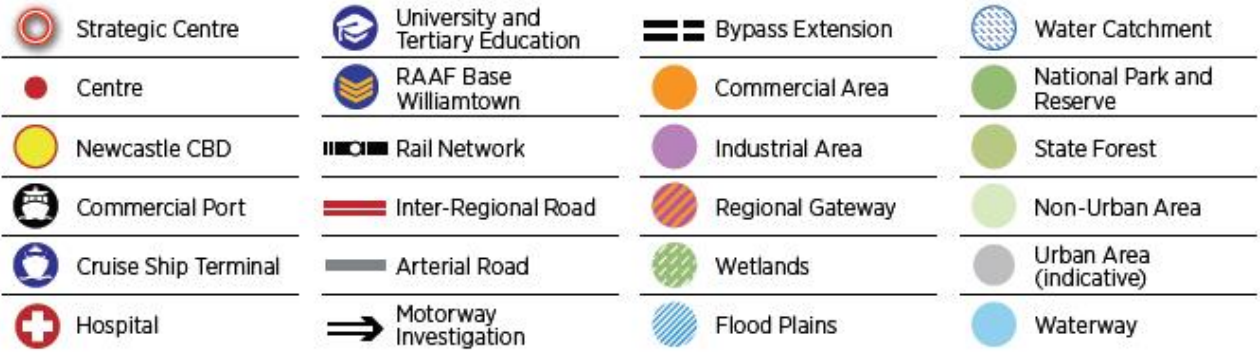 Strategic Centre
Centre
Newcastle CBD
Commercial Port
Cruise Ship Terminal
Hospital
University and
Tertiary Education
RAAF Base
Williamtown
Rail Network
Inter-Regional Road
Arterial Road
Motorway
Investigation
Bypass Extension
Commercial Area
Industrial Area
Regional Gateway
Wetlands
Flood Plains
Water Catchment
National Park and
Reserve
State Forest
Non-Urban Area
Urban Area
(indicative)
Waterway